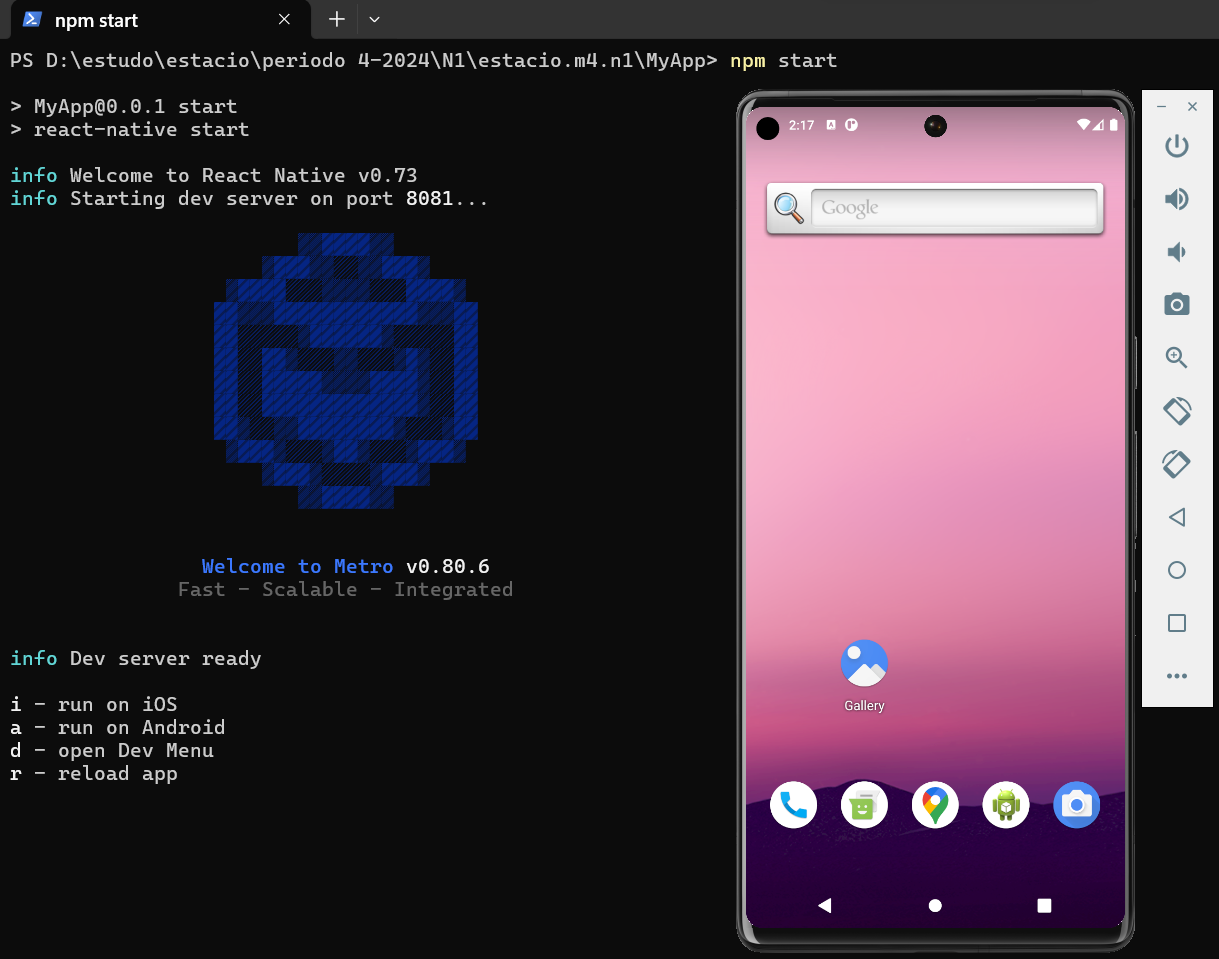 npm start
PS D:\estudo\estacio\periodo 4-2024\N1\estacio.m4.n1\MyApp> npm start
> MyApp@0.0.1 start
> react-native start
info Welcome to React Native v0.73
info Starting dev server on port 8081...
Welcome to Metro v0.80.6
Fast - Scalable - Integrated
info Dev server ready
i - run on iOS
a - run on Android
d - open Dev Menu
r - reload app
2:17
Google
Gallery